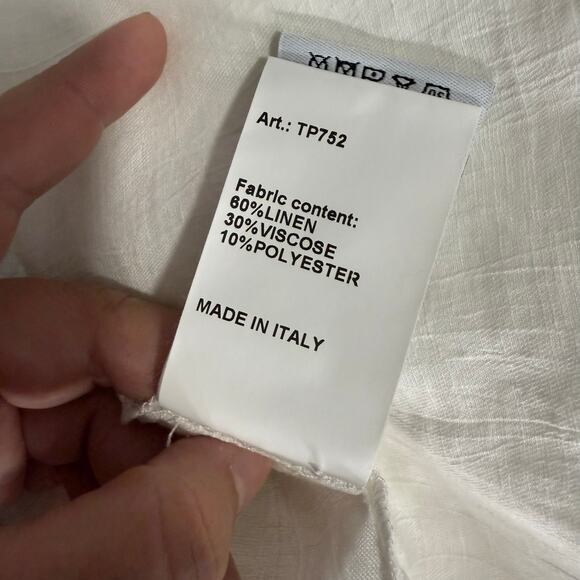 Art.: TP752
Fabric content:
60%LINEN
30%VISCOSE
10%POLYESTER
MADE IN ITALY